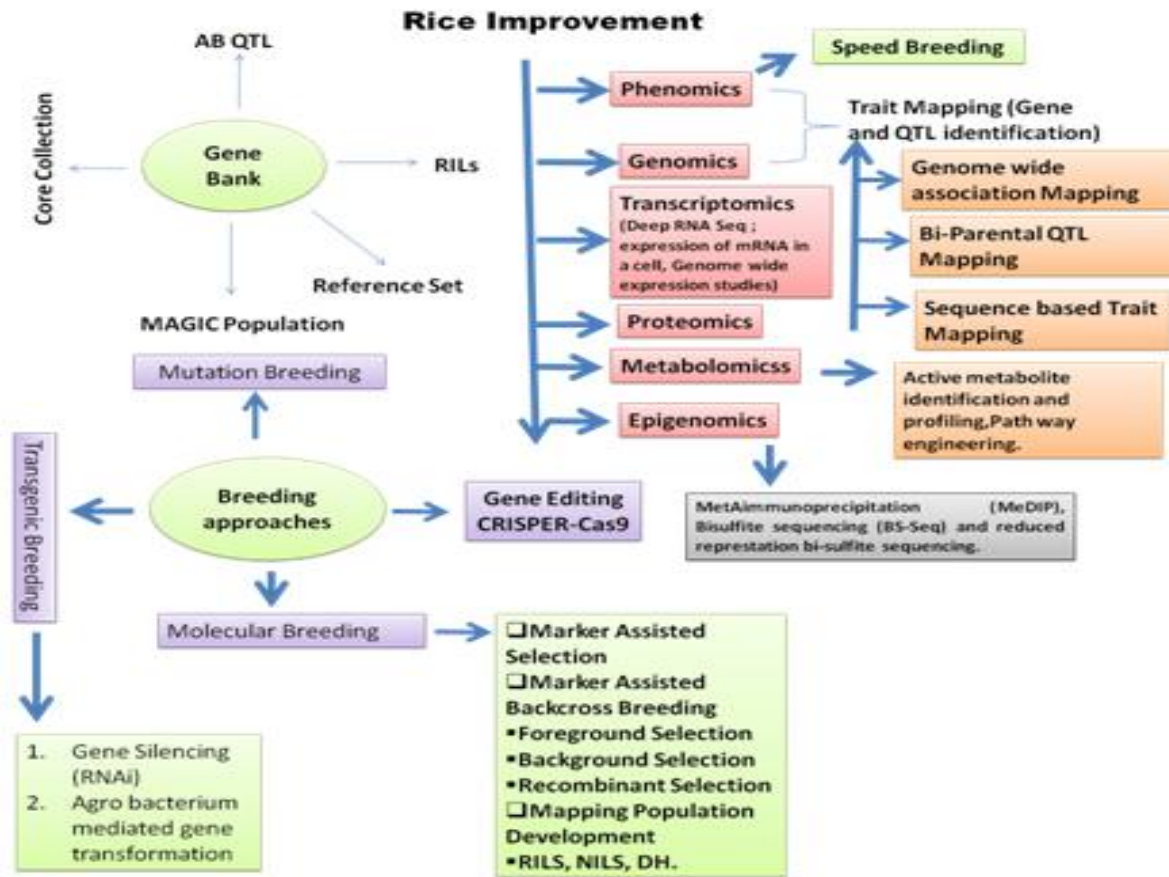 Rice Improvement
AB QTL
Core Collection
Gene
Bank
RILs
Reference Set
MAGIC Population
Speed Breeding
Phenomics
Trait Mapping (Gene
and QTL identification)
Genomics
Genome wide
association Mapping
Transcriptomics
(Deep RNA Seq ;
expression of mRNA in
a cell, Genome wide
expression studies)
Bi-Parental QTL
Mapping
Proteomics
Sequence based Trait
Mapping
Metabolomicss
Active metabolite
identification and
profiling,Path way
engineering.
Epigenomics
MetAimmunoprecipitation (MeDIP),
Bisulfite sequencing (BS-Seq) and reduced
represtation bi-sulfite sequencing.
Mutation Breeding
Transgenic Breeding
Breeding
approaches
Gene Editing
CRISPER-Cas9
Molecular Breeding
❑Marker Assisted
Selection
❑Marker Assisted
Backcross Breeding
▪Foreground Selection
▪Background Selection
▪Recombinant Selection
❑Mapping Population
Development
▪RILS, NILS, DH.
1. Gene Silencing
(RNAi)
2. Agro bacterium
mediated gene
transformation